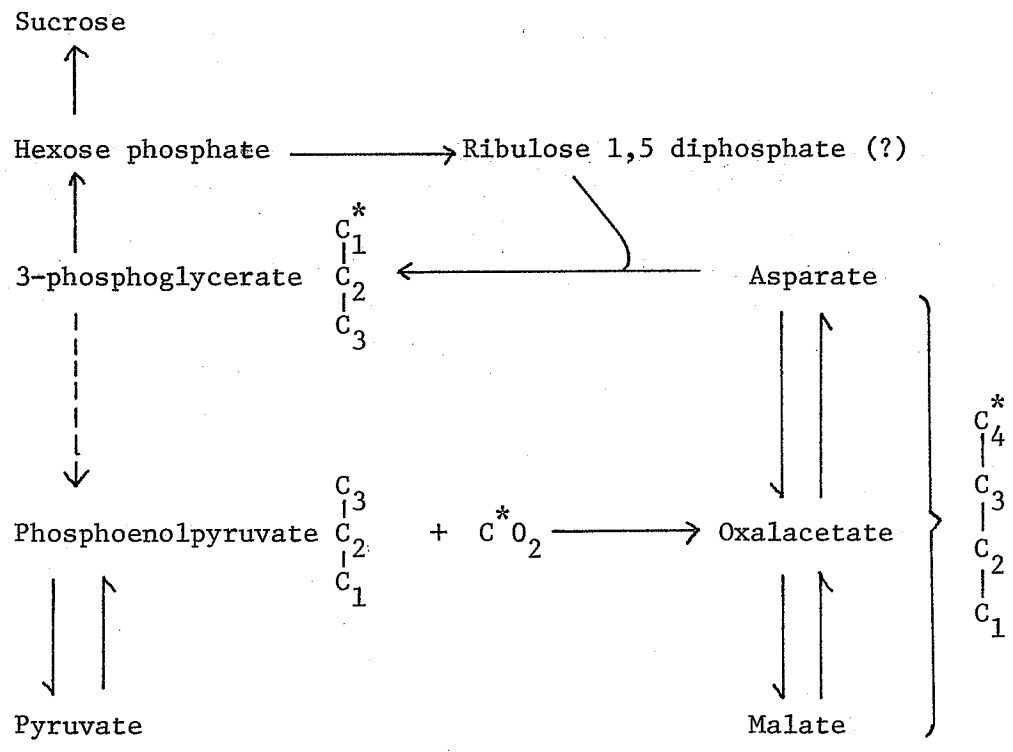 Sucrose
Hexose phosphate
Ribulose 1,5 diphosphate (?)
C*1
3-phosphoglycerate C2
C3
Asparate
C*4
C3
C2
C1
C3
Phosphoenolpyruvate C2 + C*O2
C1
Oxalacetate
Pyruvate
Malate